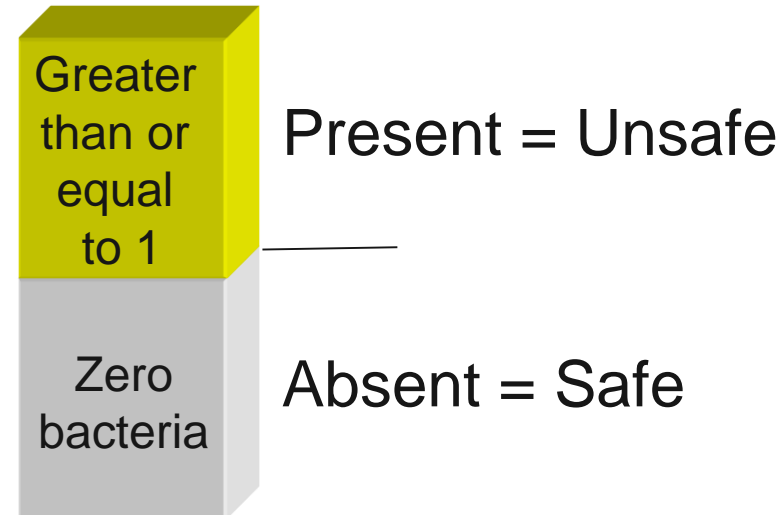 Greater
than or
equal
to 1
Present = Unsafe
Zero
bacteria
Absent = Safe